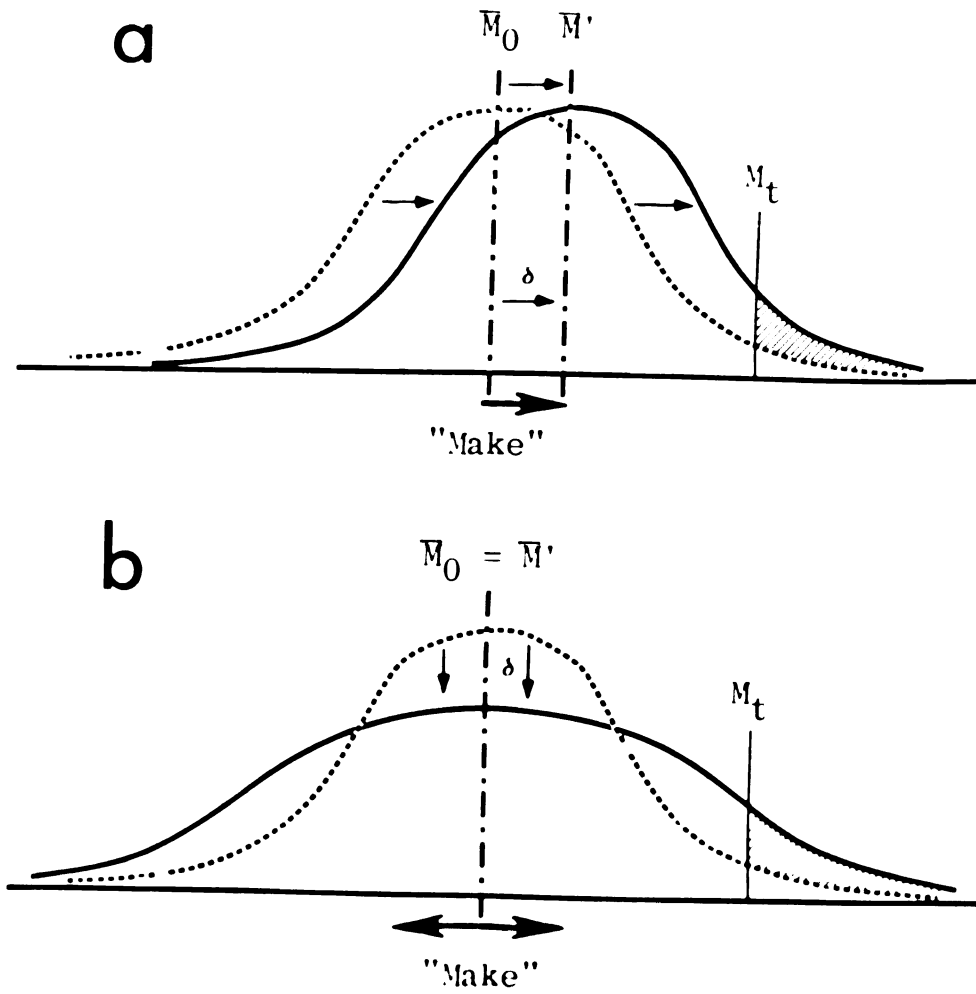 a
M̅₀ M̅'
Mₜ
δ
"Make"
b
M̅₀ = M̅'
δ
Mₜ
"Make"